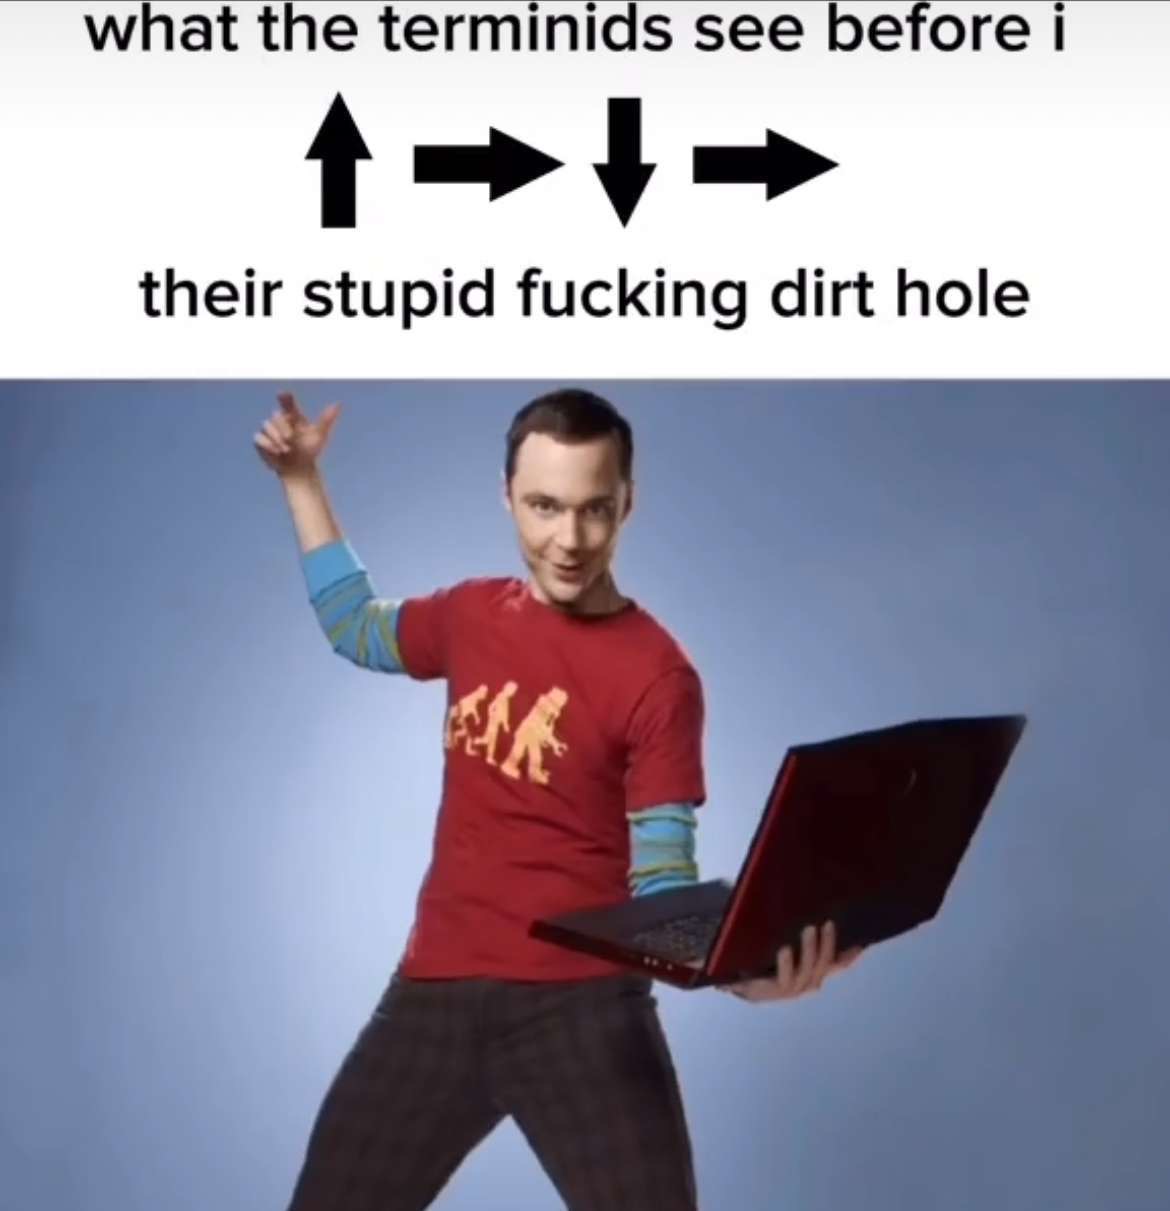 what the terminids see before i
↑ → ↓ →
their stupid fucking dirt hole